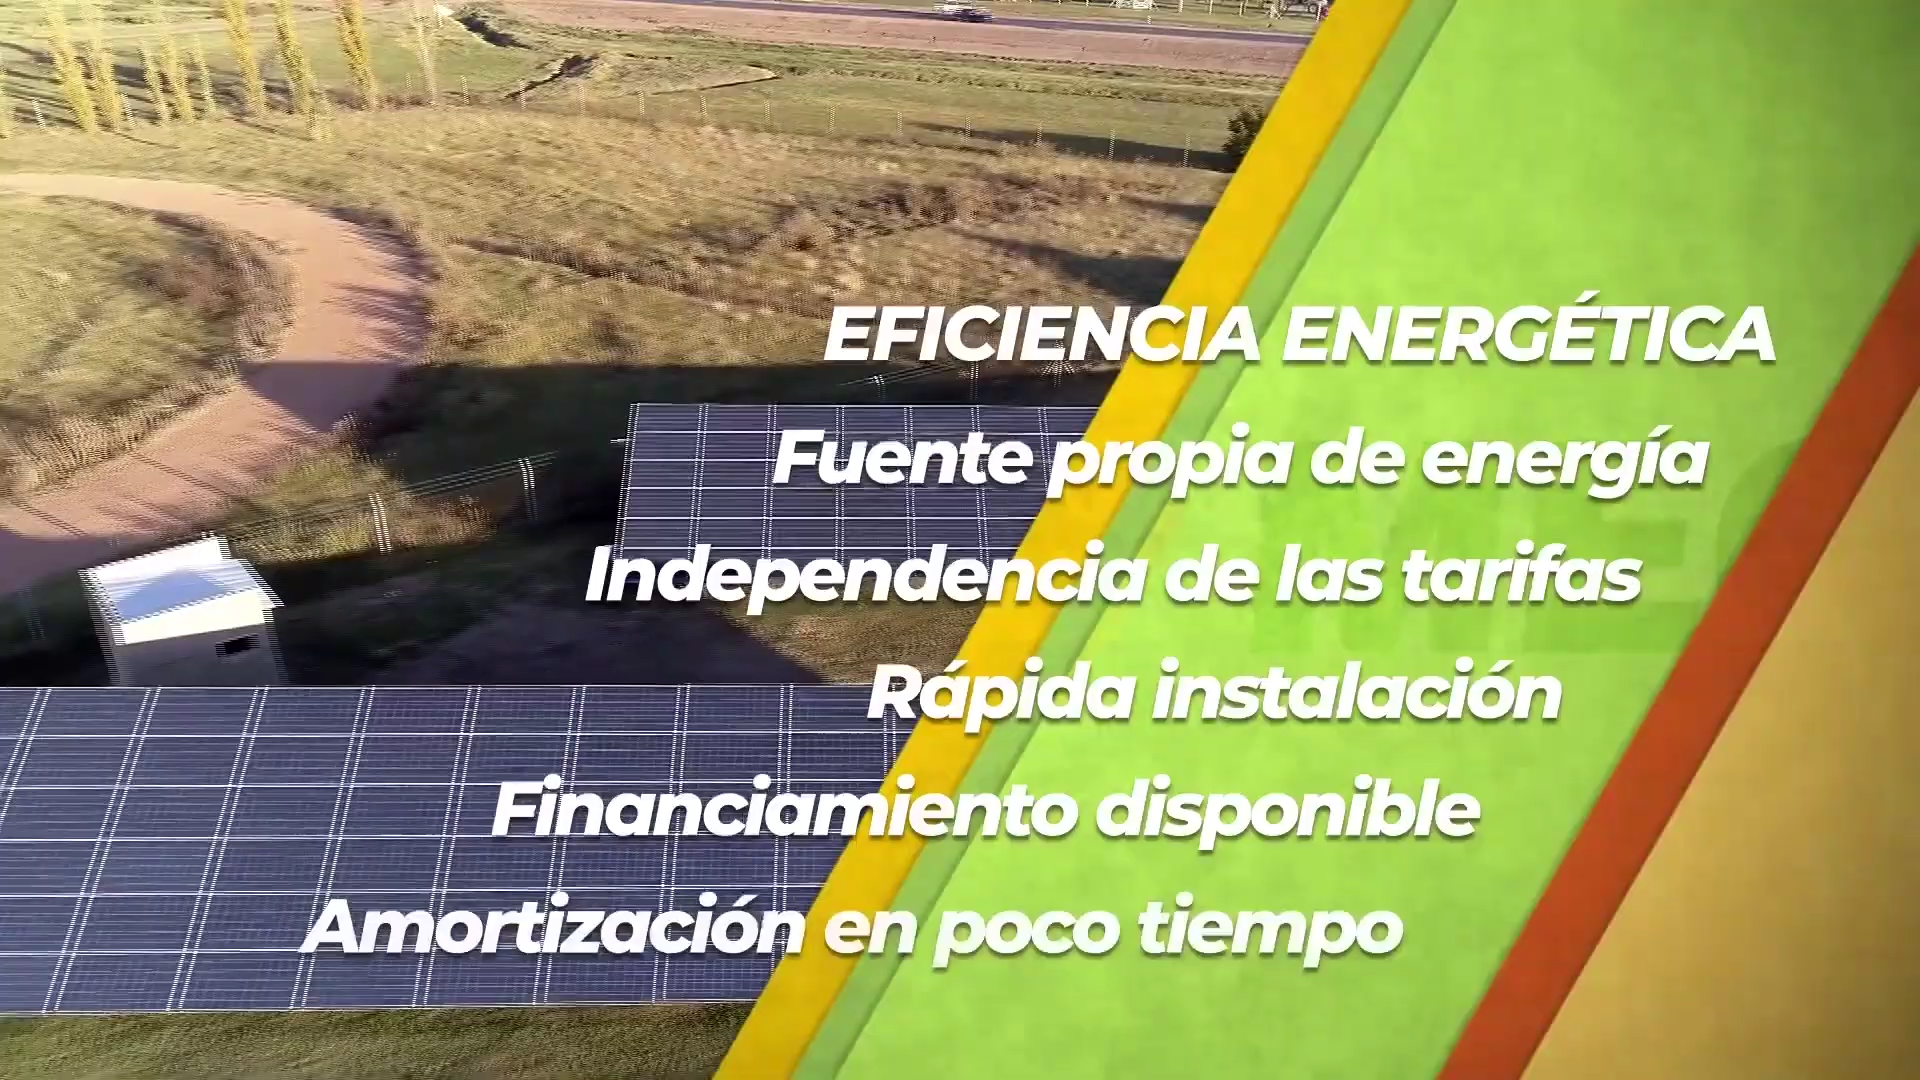 EFICIENCIA ENERGÉTICA
Fuente propia de energía
Independencia de las tarifas
Rápida instalación
Financiamiento disponible
Amortización en poco tiempo